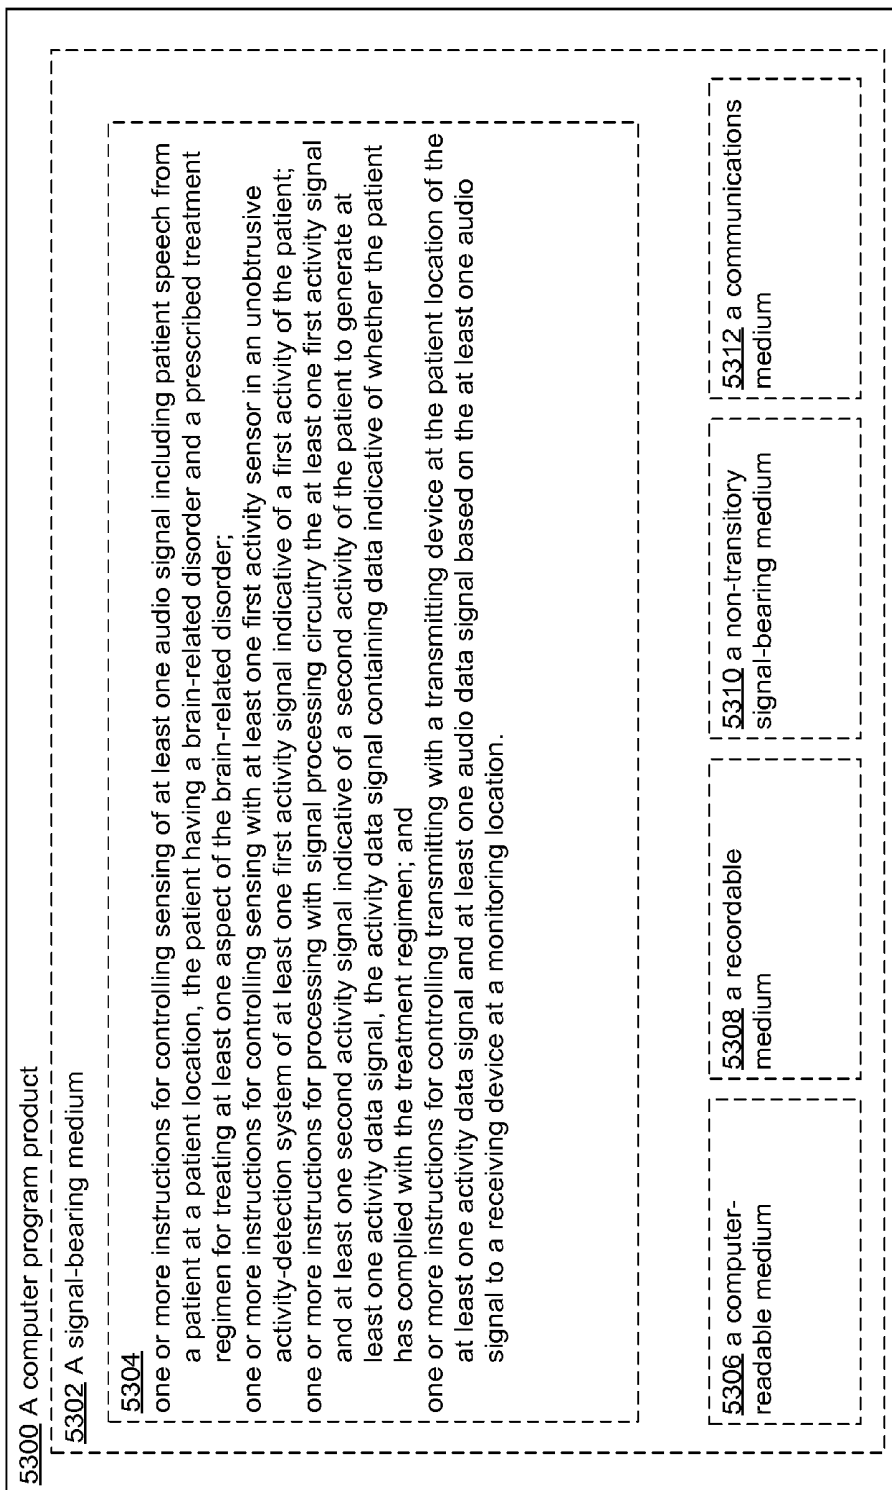 5300 A computer program product
5302 A signal-bearing medium
5304
one or more instructions for controlling sensing of at least one audio signal including patient speech from
a patient at a patient location, the patient having a brain-related disorder and a prescribed treatment
regimen for treating at least one aspect of the brain-related disorder;
one or more instructions for controlling sensing with at least one first activity sensor in an unobtrusive
activity-detection system of at least one first activity signal indicative of a first activity of the patient;
one or more instructions for processing with signal processing circuitry the at least one first activity signal
and at least one second activity signal indicative of a second activity of the patient to generate at
least one activity data signal, the activity data signal containing data indicative of whether the patient
has complied with the treatment regimen; and
one or more instructions for controlling transmitting with a transmitting device at the patient location of the
at least one activity data signal and at least one audio data signal based on the at least one audio
signal to a receiving device at a monitoring location.
5306 a computer-
readable medium
5308 a recordable
medium
5310 a non-transitory
signal-bearing medium
5312 a communications
medium